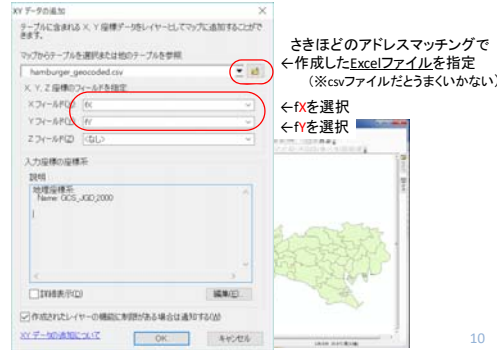 XY データの追加
テーブルに含まれる X, Y 座標データをレイヤーとしてマップに追加することができます。
マップからテーブルを選択または他のテーブルを参照
hamburger_geocoded.csv
X, Y, Z 座標のフィールドを指定
X フィールド(X) fX
Y フィールド(Y) fY
Z フィールド(Z) <なし>
入力座標の座標系
説明
地理座標系
Name: GCS_JGD_2000
詳細表示(D)
編集(E)...
作成されたレイヤーの機能に制限がある場合は通知する(W)
XY データの追加について
OK
キャンセル
さきほどのアドレスマッチングで
←作成したExcelファイルを指定
(※csvファイルだとうまくいかない)
←fXを選択
←fYを選択
10